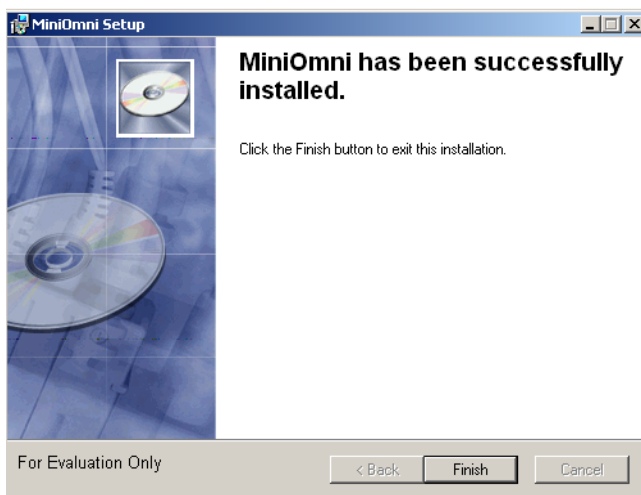 MiniOmni Setup
MiniOmni has been successfully
installed.
Click the Finish button to exit this installation.
For Evaluation Only
< Back
Finish
Cancel